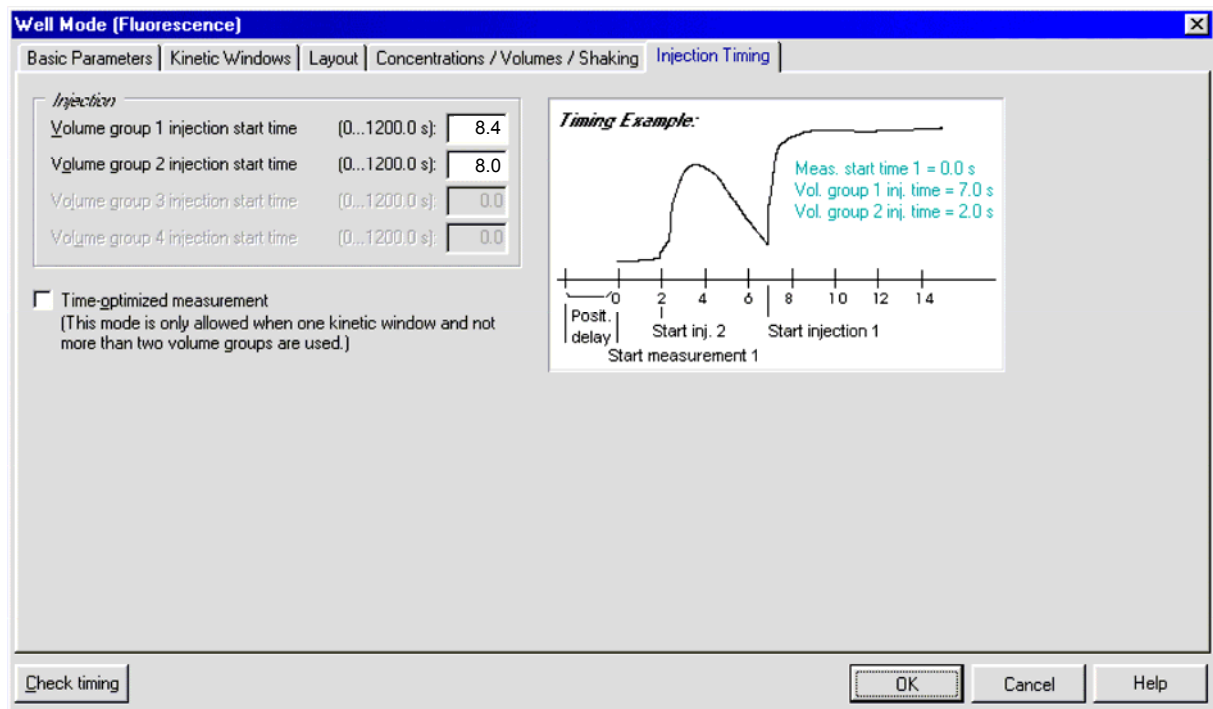 Well Mode (Fluorescence)
Basic Parameters Kinetic Windows Layout Concentrations / Volumes / Shaking Injection Timing
Injection
Volume group 1 injection start time (0...1200.0 s): 8.4
Volume group 2 injection start time (0...1200.0 s): 8.0
Volume group 3 injection start time (0...1200.0 s): 0.0
Volume group 4 injection start time (0...1200.0 s): 0.0
Time-optimized measurement
(This mode is only allowed when one kinetic window and not
more than two volume groups are used.)
Timing Example:
Meas. start time 1 = 0.0 s
Vol. group 1 inj. time = 7.0 s
Vol. group 2 inj. time = 2.0 s
0 2 4 6 8 10 12 14
Posit.
delay
Start inj. 2
Start injection 1
Start measurement 1
Check timing
OK Cancel Help